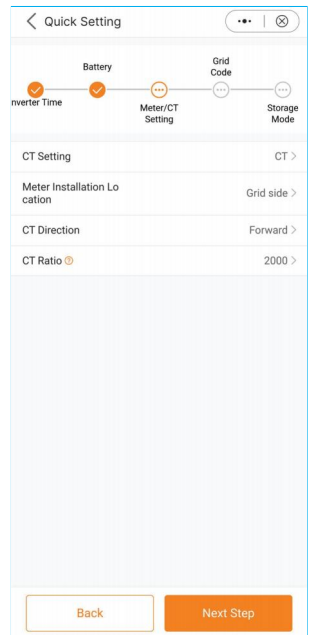 Quick Setting
Battery
Grid
Code
nverter Time
Meter/CT
Setting
Storage
Mode
CT Setting
CT
Meter Installation Lo
cation
Grid side
CT Direction
Forward
CT Ratio
2000
Back
Next Step